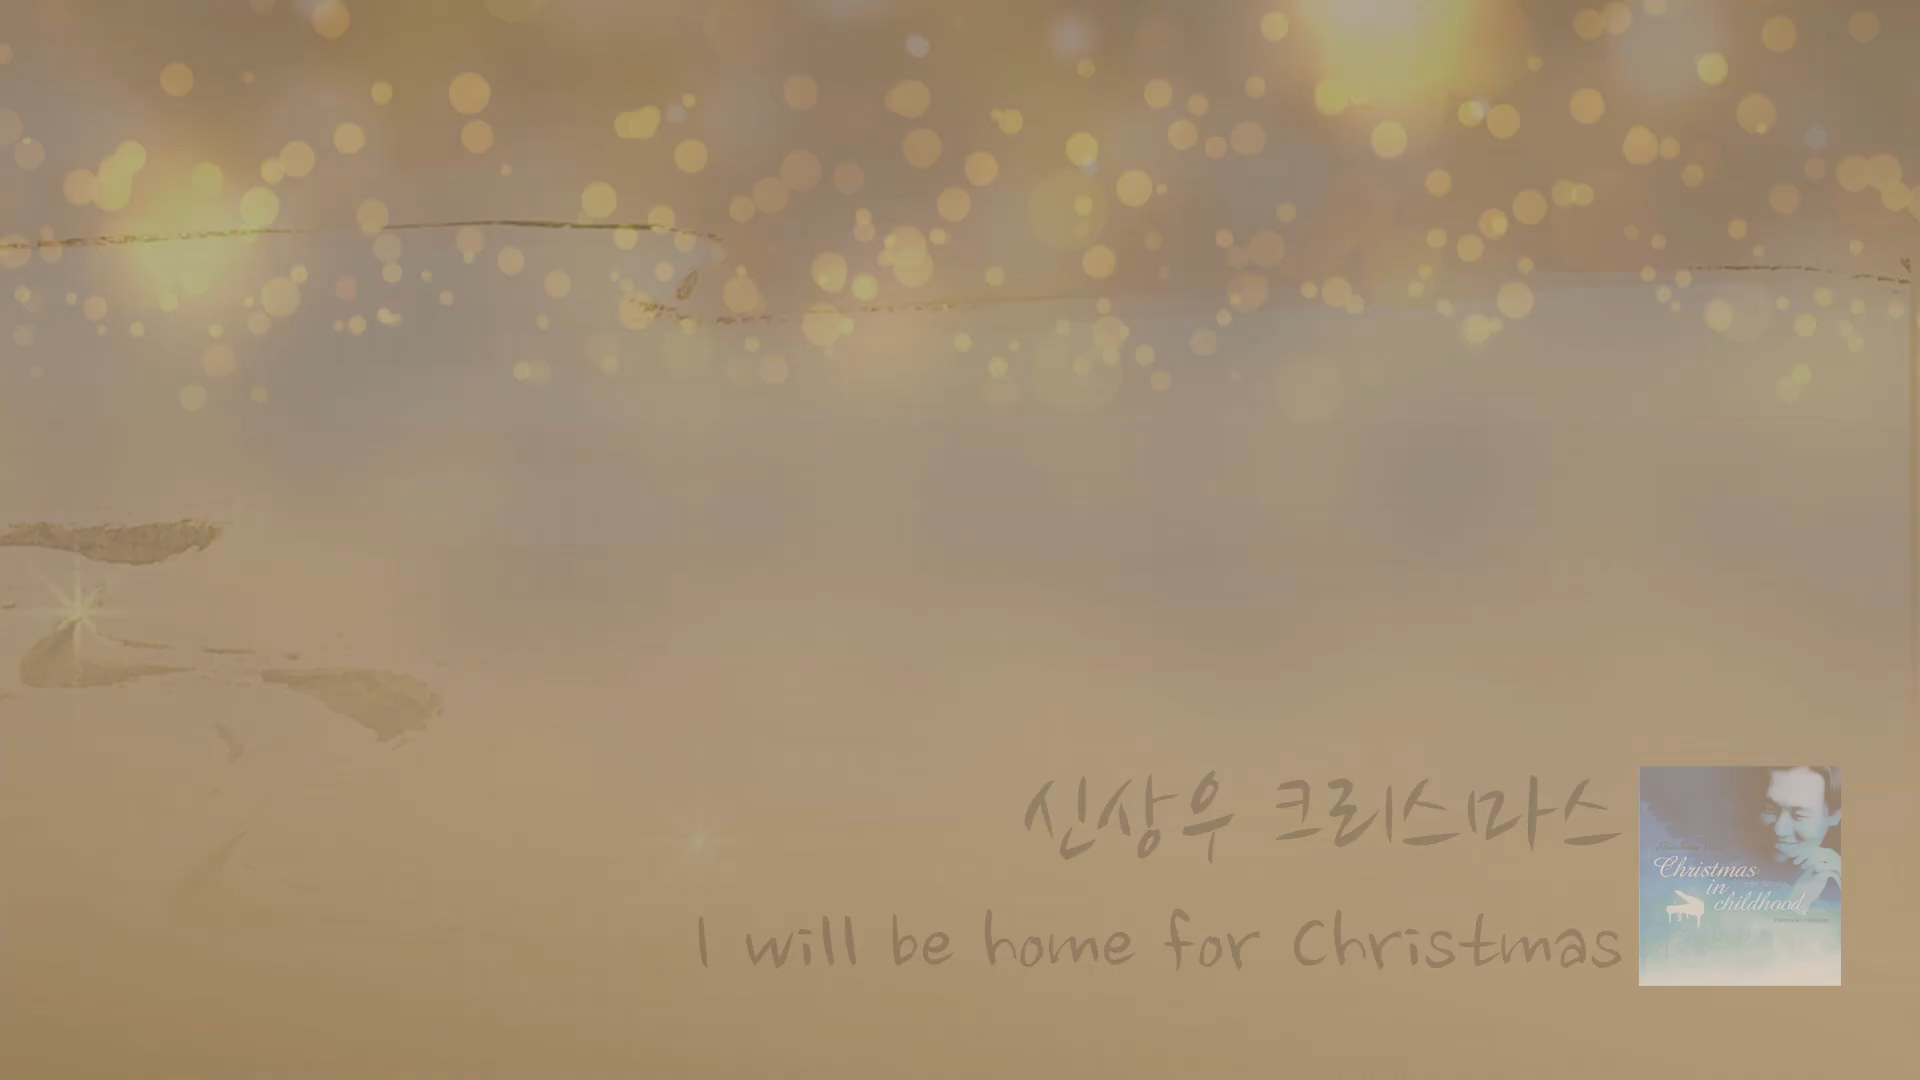 신상우 크리스마스
I will be home for Christmas
Christmas
in
childhood